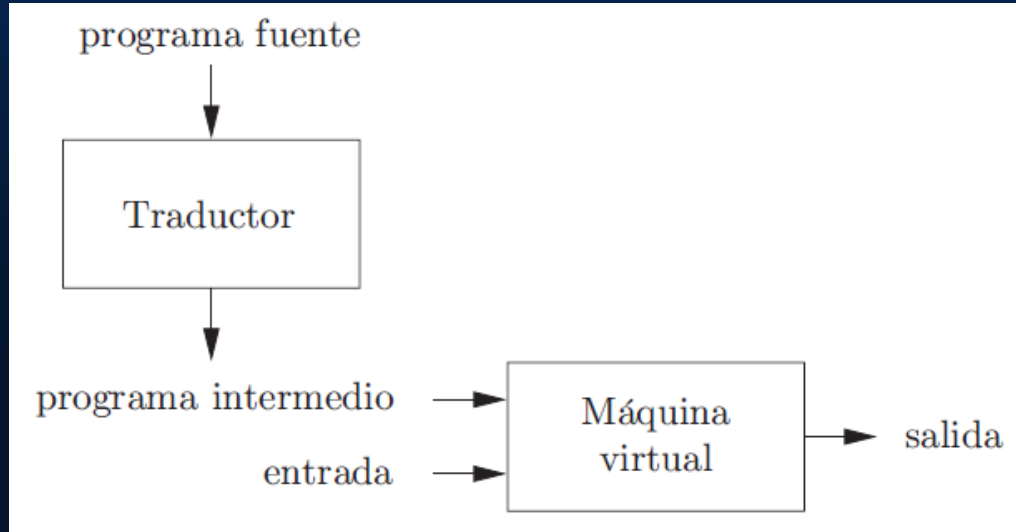 programa fuente
Traductor
programa intermedio
entrada
Máquina
virtual
salida